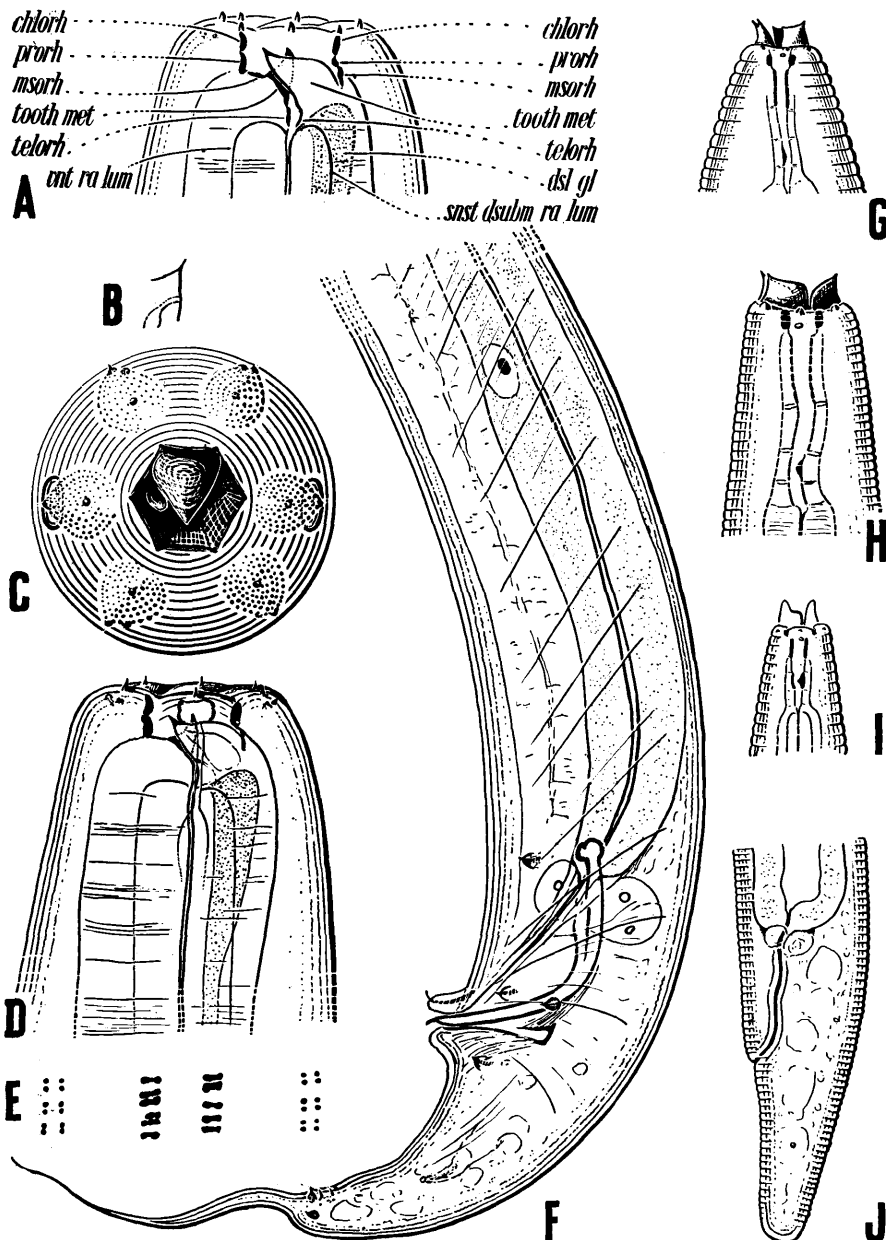 chlorh
prorh
msorh
tooth met
telorh
vnt ra lum
chlorh
prorh
msorh
tooth met
telorh
dsl gl
snst dsubm ra lum
A
B
C
D
E
F
G
H
I
J